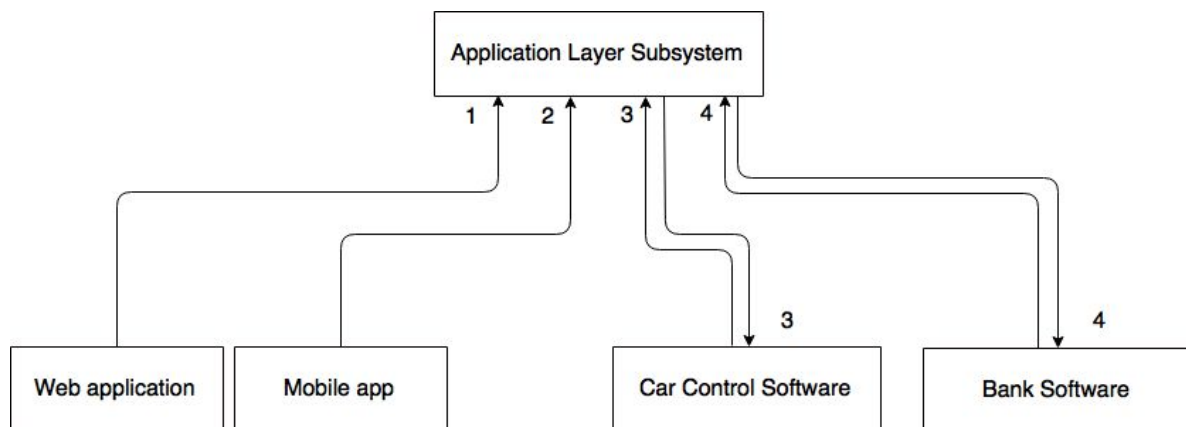 Application Layer Subsystem
1
2
3
4
3
4
Web application
Mobile app
Car Control Software
Bank Software